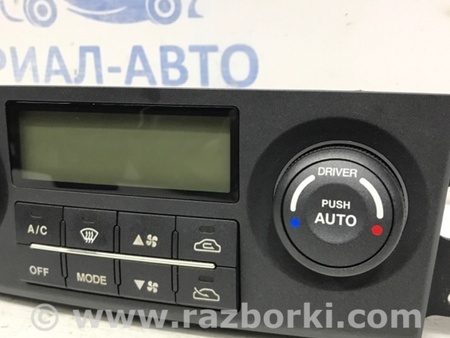 РИАЛ-АВТО
DRIVER
PUSH
AUTO
A/C
OFF
MODE
© - www.razborki.com